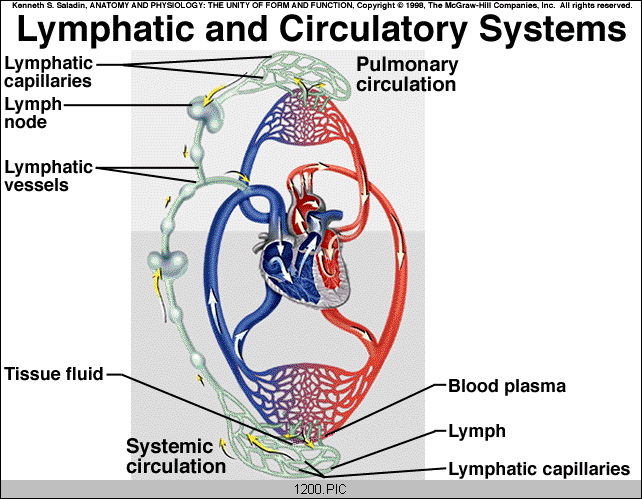 Kenneth S. Saladin, ANATOMY AND PHYSIOLOGY: THE UNITY OF FORM AND FUNCTION, Copyright © 1998, The McGraw-Hill Companies, Inc. All rights reserved.
Lymphatic and Circulatory Systems
Lymphatic
capillaries
Pulmonary
circulation
Lymph
node
Lymphatic
vessels
Tissue fluid
Blood plasma
Systemic
circulation
Lymph
Lymphatic capillaries
1200.PIC